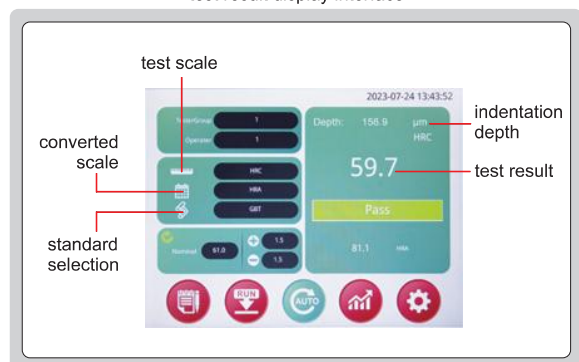 test result display interface
test scale
2023-07-24 13:43:52
TesterGroup 1
Operater 1
Depth: 156.9 µm
HRC
indentation
depth
converted
scale
HRC
HRA
GBT
59.7
test result
Pass
standard
selection
Nominal 61.0 + 1.5
- 1.5
81.1 HRA
RUN
AUTO